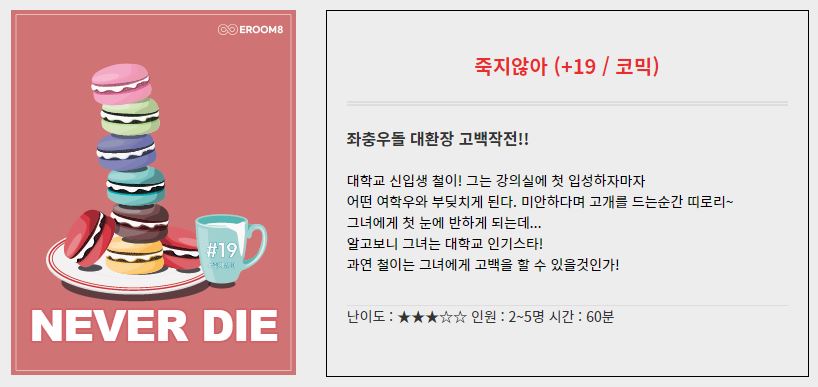 EROOM8
#19
NEVER DIE
죽지않아 (+19 / 코믹)
좌충우돌 대환장 고백작전!!
대학교 신입생 철이! 그는 강의실에 첫 입성하자마자
어떤 여학우와 부딪치게 된다. 미안하다며 고개를 드는순간 띠로리~
그녀에게 첫 눈에 반하게 되는데...
알고보니 그녀는 대학교 인기스타!
과연 철이는 그녀에게 고백을 할 수 있을것인가!
난이도 : ★★★☆☆ 인원 : 2~5명 시간 : 60분